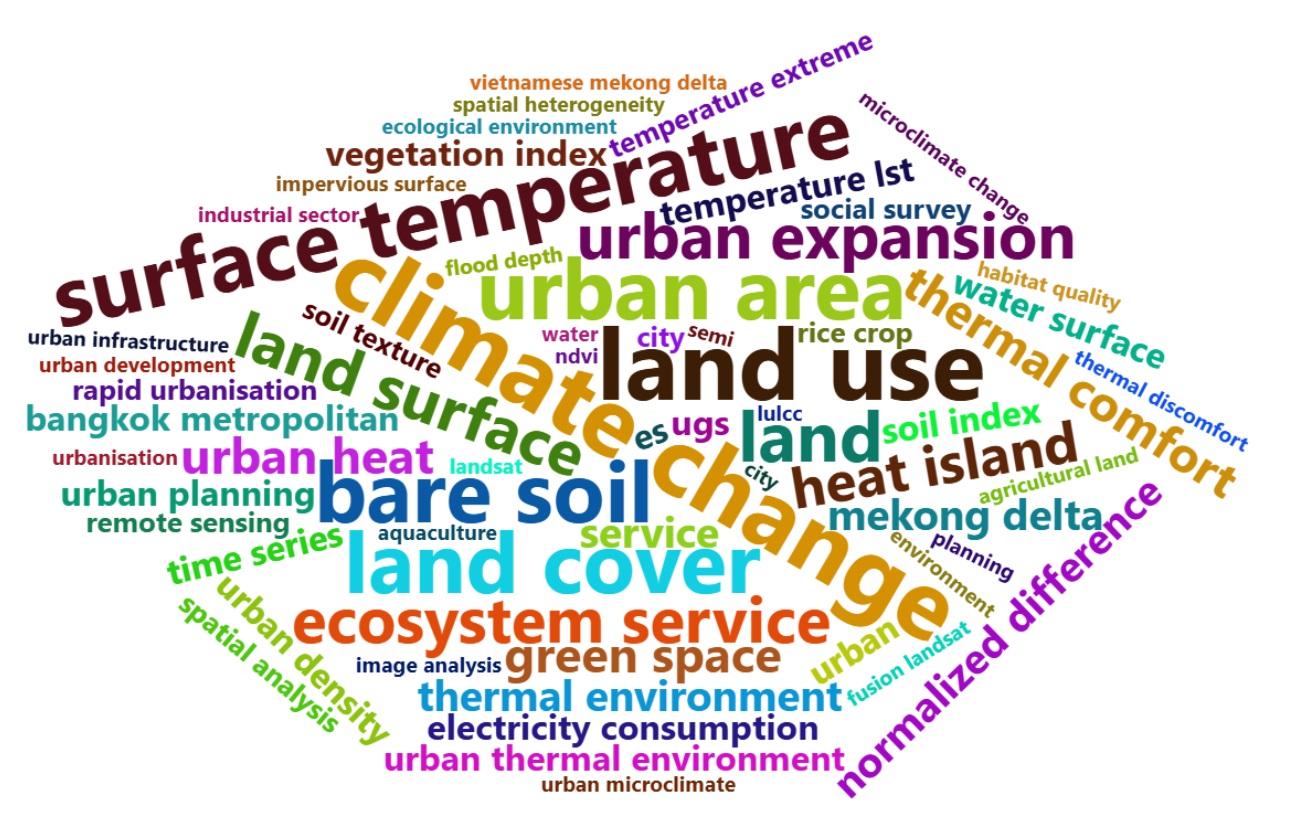 vietnamese mekong delta
temperature extreme
spatial heterogeneity
microclimate change
ecological environment
vegetation index
surface temperature
impervious surface
temperature lst
industrial sector
social survey
urban expansion
flood depth
climate change
urban area
habitat quality
water surface
thermal comfort
urban infrastructure
soil texture
water
city
semi
rice crop
urban development
land surface
ndvi
land use
thermal discomfort
rapid urbanisation
bangkok metropolitan
es
ugs
lulcc
land
soil index
urbanisation
urban heat
landsat
city
heat island
agricultural land
urban planning
bare soil
mekong delta
remote sensing
aquaculture
service
environment
planning
time series
land cover
normalized difference
urban density
spatial analysis
ecosystem service
image analysis
green space
urban
fusion landsat
thermal environment
electricity consumption
urban thermal environment
urban microclimate